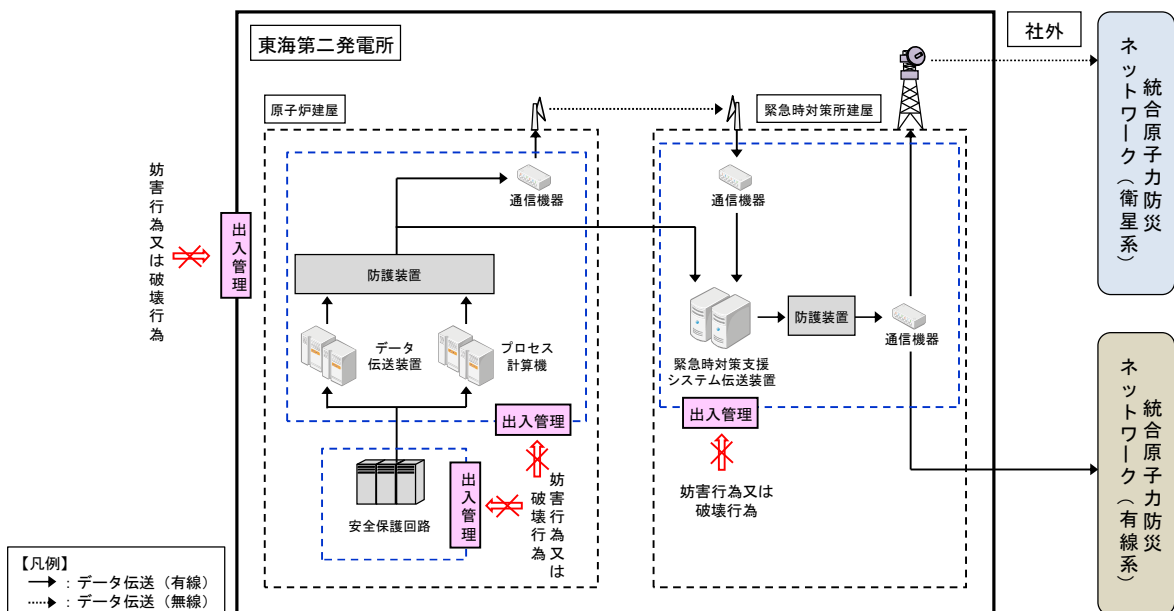 東海第二発電所
社外
原子炉建屋
緊急時対策所建屋
統合原子力防災
ネットワーク（衛星系）
通信機器
通信機器
妨害行為又は破壊行為
出入管理
防護装置
データ
伝送装置
プロセス
計算機
緊急時対策支援
システム伝送装置
防護装置
通信機器
統合原子力防災
ネットワーク（有線系）
出入管理
出入管理
安全保護回路
出入管理
妨害行為又は
破壊行為
妨害行為又は
破壊行為
【凡例】
：データ伝送（有線）
：データ伝送（無線）